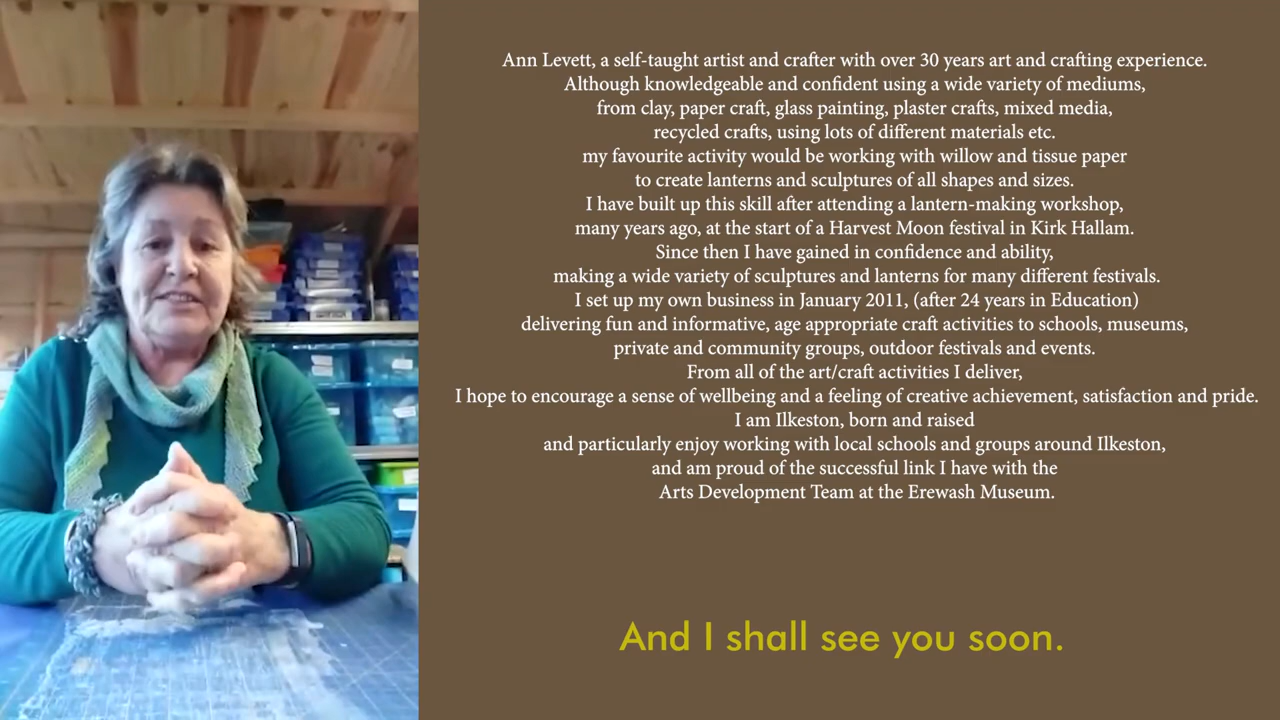 Ann Levett, a self-taught artist and crafter with over 30 years art and crafting experience.
Although knowledgeable and confident using a wide variety of mediums,
from clay, paper craft, glass painting, plaster crafts, mixed media,
recycled crafts, using lots of different materials etc.
my favourite activity would be working with willow and tissue paper
to create lanterns and sculptures of all shapes and sizes.
I have built up this skill after attending a lantern-making workshop,
many years ago, at the start of a Harvest Moon festival in Kirk Hallam.
Since then I have gained in confidence and ability,
making a wide variety of sculptures and lanterns for many different festivals.
I set up my own business in January 2011, (after 24 years in Education)
delivering fun and informative, age appropriate craft activities to schools, museums,
private and community groups, outdoor festivals and events.
From all of the art/craft activities I deliver,
I hope to encourage a sense of wellbeing and a feeling of creative achievement, satisfaction and pride.
I am Ilkeston, born and raised
and particularly enjoy working with local schools and groups around Ilkeston,
and am proud of the successful link I have with the
Arts Development Team at the Erewash Museum.
And I shall see you soon.